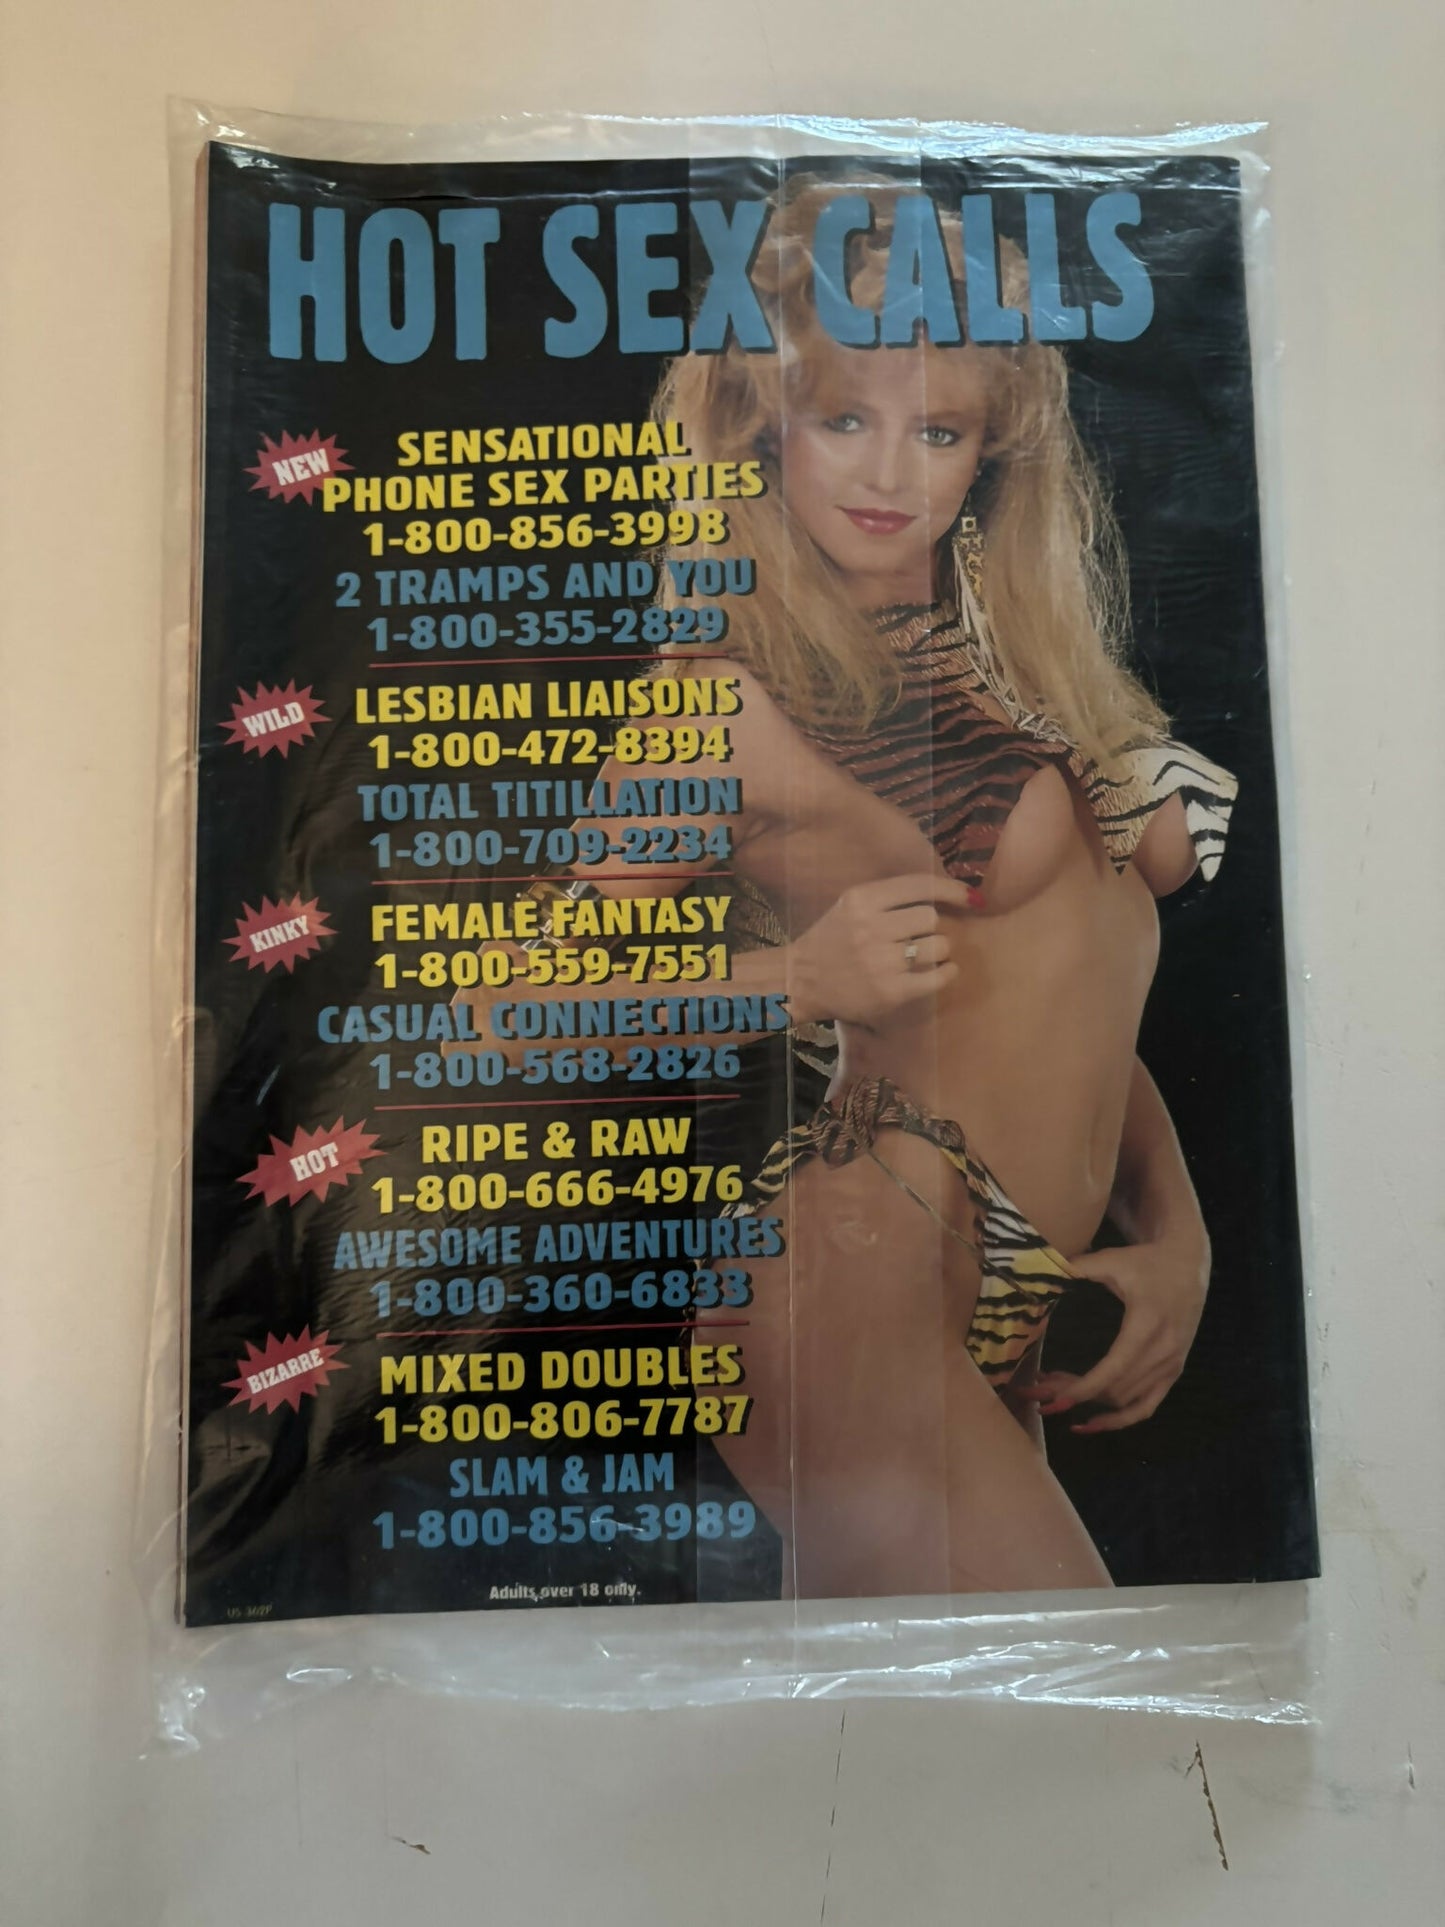 HOT SEX CALLS
NEW
SENSATIONAL
PHONE SEX PARTIES
1-800-856-3998
2 TRAMPS AND YOU
1-800-355-2829
WILD
LESBIAN LIAISONS
1-800-472-8394
TOTAL TITILLATION
1-800-709-2234
KINKY
FEMALE FANTASY
1-800-559-7551
CASUAL CONNECTIONS
1-800-568-2826
HOT
RIPE & RAW
1-800-666-4976
AWESOME ADVENTURES
1-800-360-6833
BIZARRE
MIXED DOUBLES
1-800-806-7787
SLAM & JAM
1-800-856-3989
Adults over 18 only.
US 362P